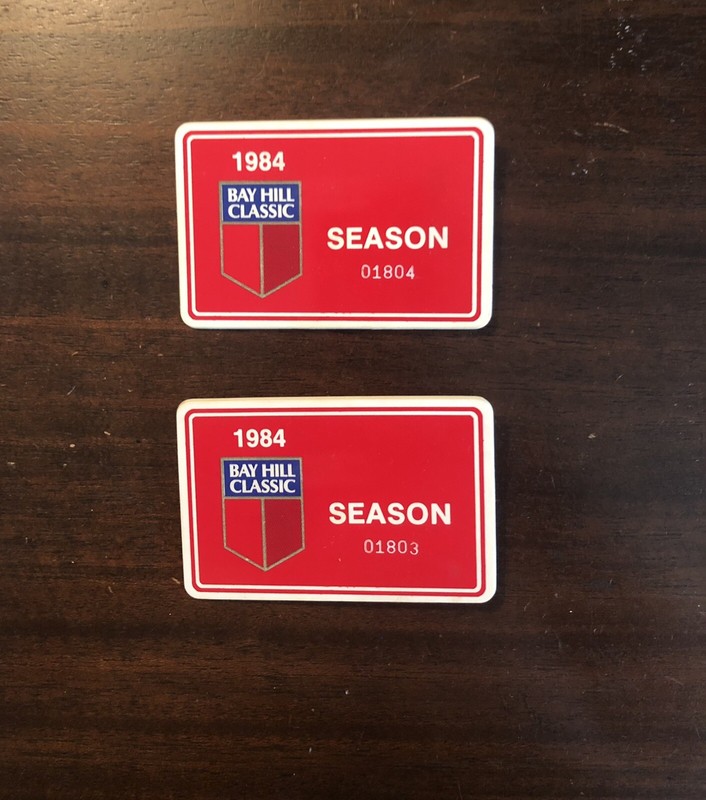 1984
BAY HILL
CLASSIC
SEASON
01804
1984
BAY HILL
CLASSIC
SEASON
01803